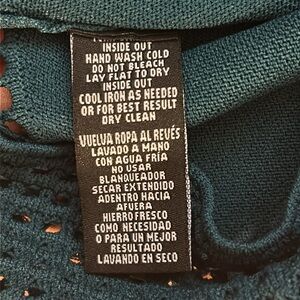 INSIDE OUT
HAND WASH COLD
DO NOT BLEACH
LAY FLAT TO DRY
INSIDE OUT
COOL IRON AS NEEDED
OR FOR BEST RESULT
DRY CLEAN
VUELVA ROPA AL REVÉS
LAVADO A MANO
CON AGUA FRÍA
NO USAR
BLANQUEADOR
SECAR EXTENDIDO
ADENTRO HACIA
AFUERA
HIERRO FRESCO
COMO NECESIDAD
O PARA UN MEJOR
RESULTADO
LAVANDO EN SECO